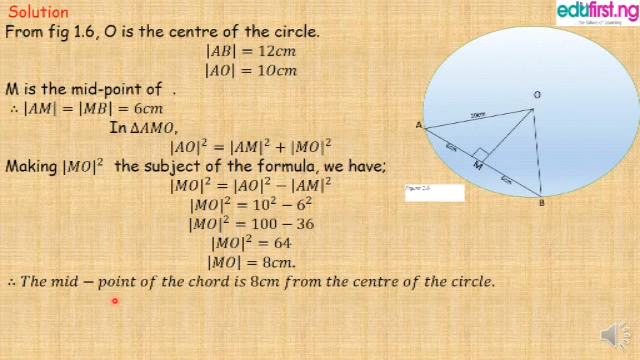 Solution
edufirst.ng
From fig 1.6, O is the centre of the circle.
|AB| = 12cm
|AO| = 10cm
M is the mid-point of .
∴ |AM| = |MB| = 6cm
In ΔAMO,
|AO|² = |AM|² + |MO|²
Making |MO|² the subject of the formula, we have;
|MO|² = |AO|² − |AM|²
|MO|² = 10² − 6²
|MO|² = 100 − 36
|MO|² = 64
|MO| = 8cm.
∴ The mid − point of the chord is 8cm from the centre of the circle.
O
10cm
A
M
B
Figure 1.6